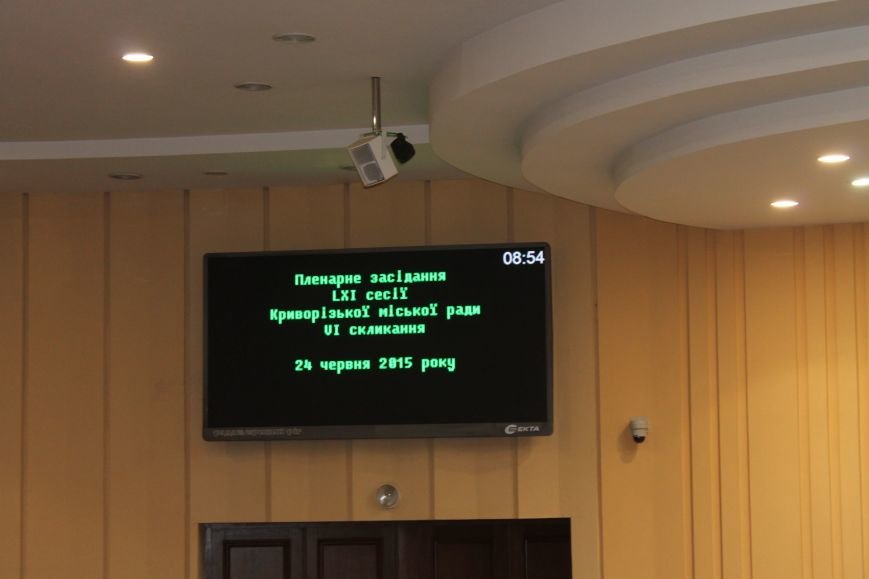 08:54
Пленарне засідання
LXI сесії
Криворізької міської ради
VI скликання
24 червня 2015 року
EKTA